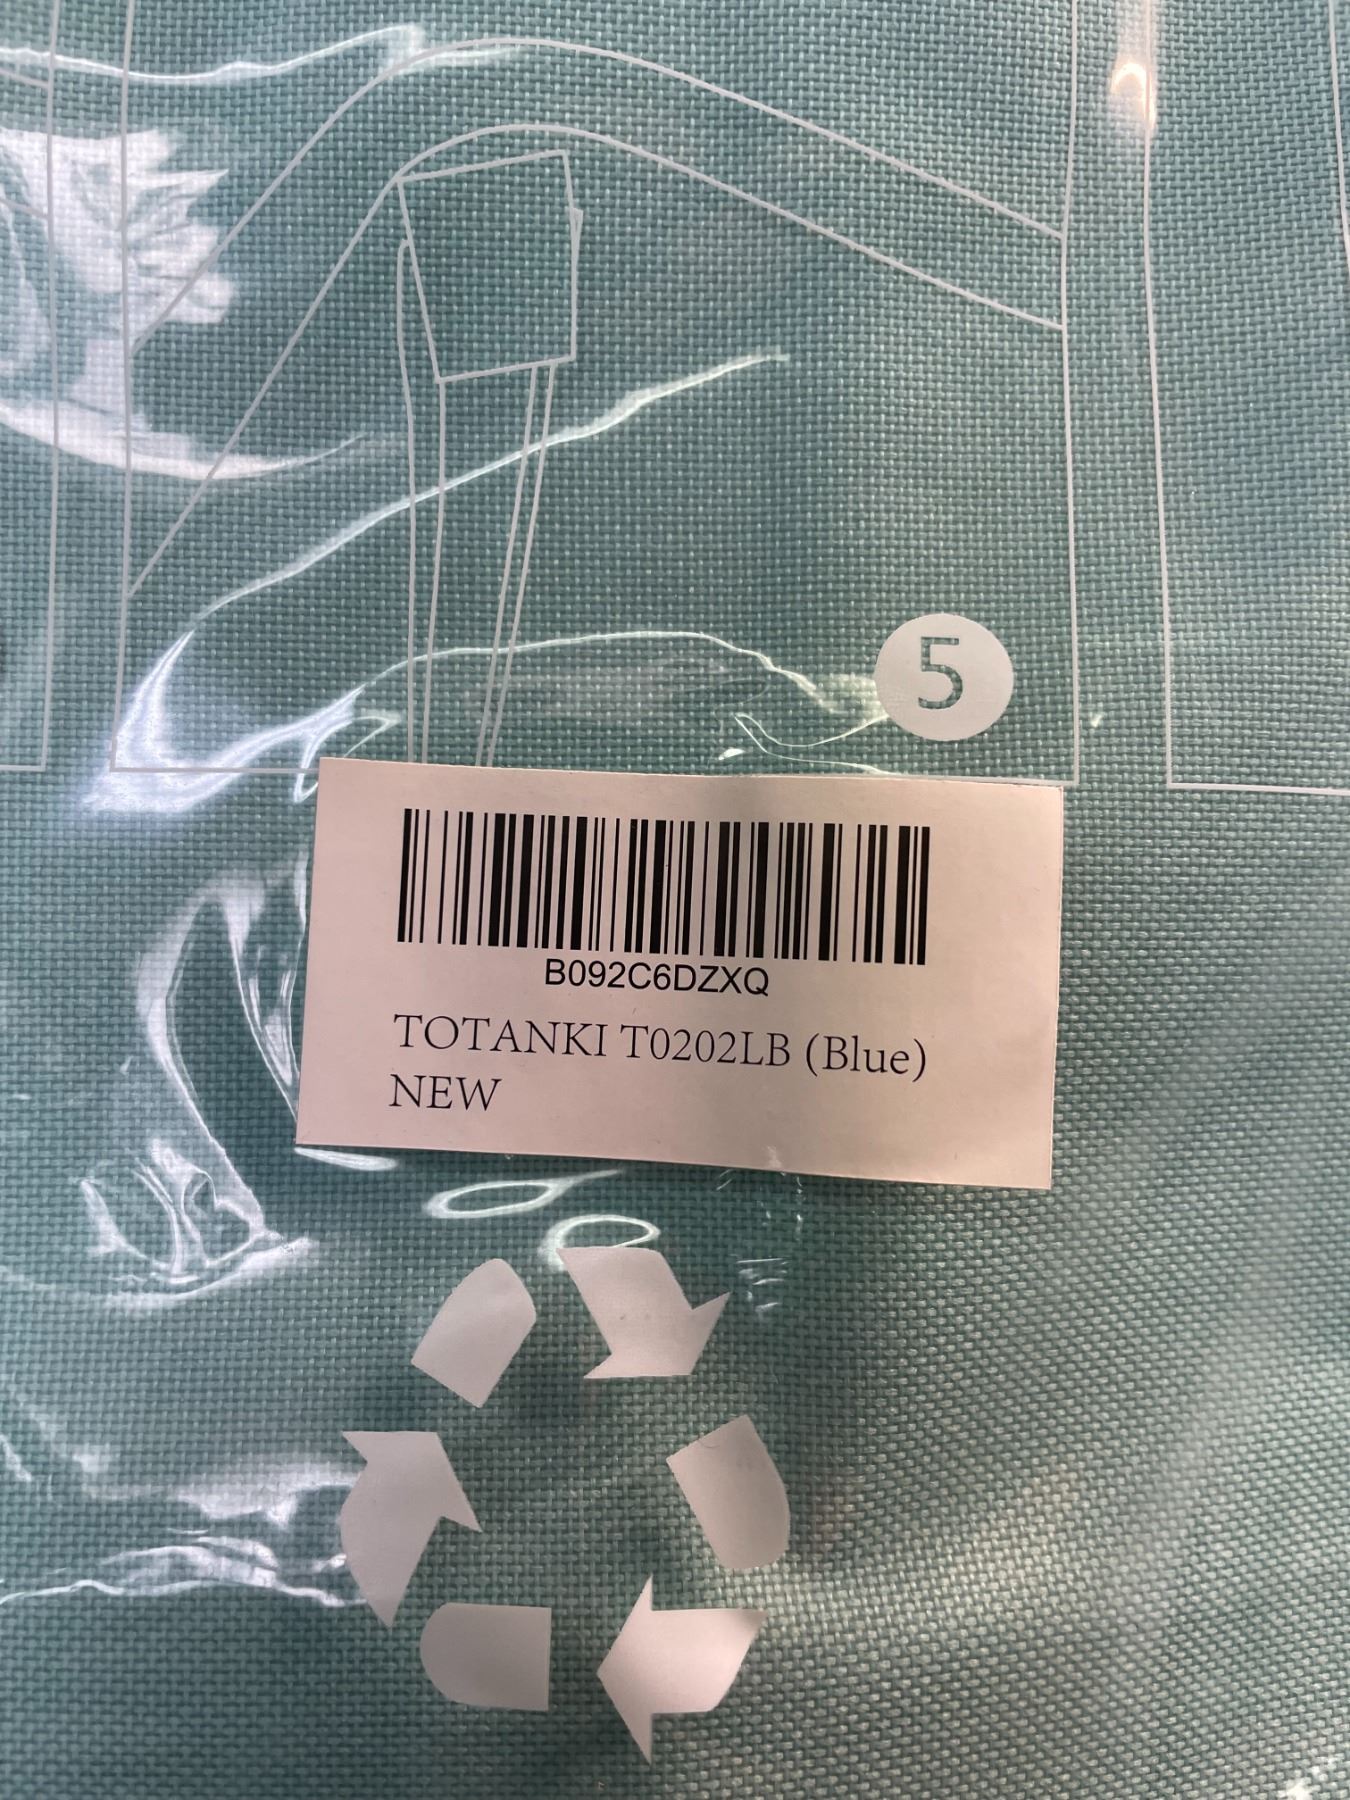 5
B092C6DZXQ
TOTANKI T0202LB (Blue)
NEW